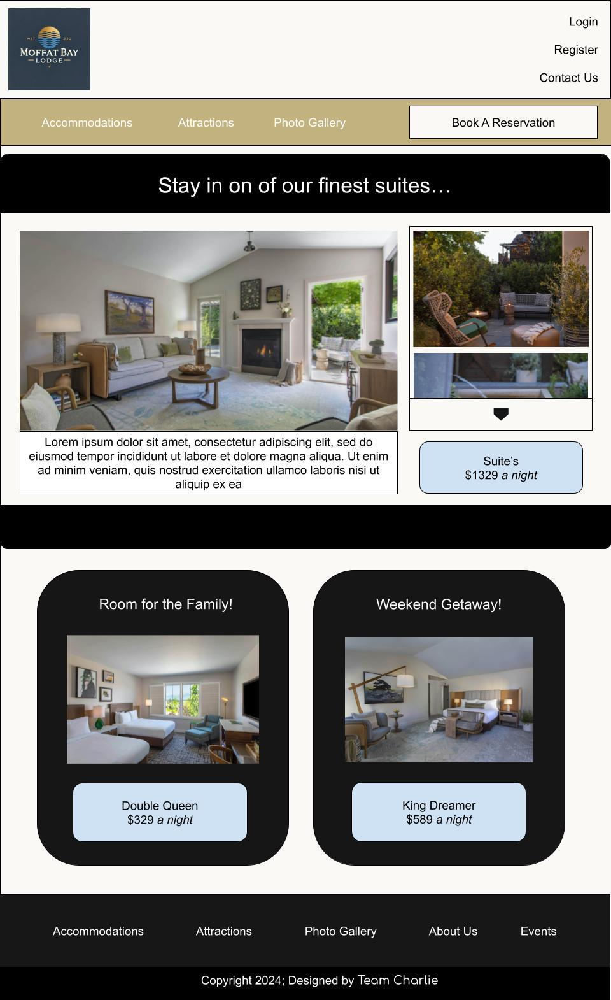 EST 222
MOFFAT BAY
LODGE
Login
Register
Contact Us
Accommodations Attractions Photo Gallery Book A Reservation
Stay in on of our finest suites…
Lorem ipsum dolor sit amet, consectetur adipiscing elit, sed do
eiusmod tempor incididunt ut labore et dolore magna aliqua. Ut enim
ad minim veniam, quis nostrud exercitation ullamco laboris nisi ut
aliquip ex ea
Suite’s
$1329 a night
Room for the Family!
Double Queen
$329 a night
Weekend Getaway!
King Dreamer
$589 a night
Accommodations Attractions Photo Gallery About Us Events
Copyright 2024; Designed by Team Charlie